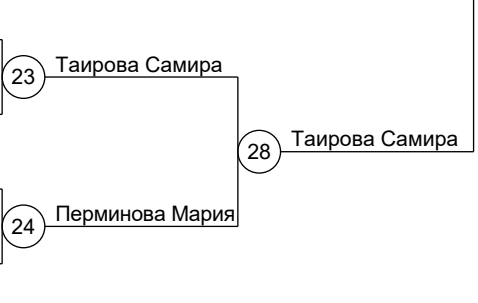 23 Таирова Самира
28 Таирова Самира
24 Перминова Мария